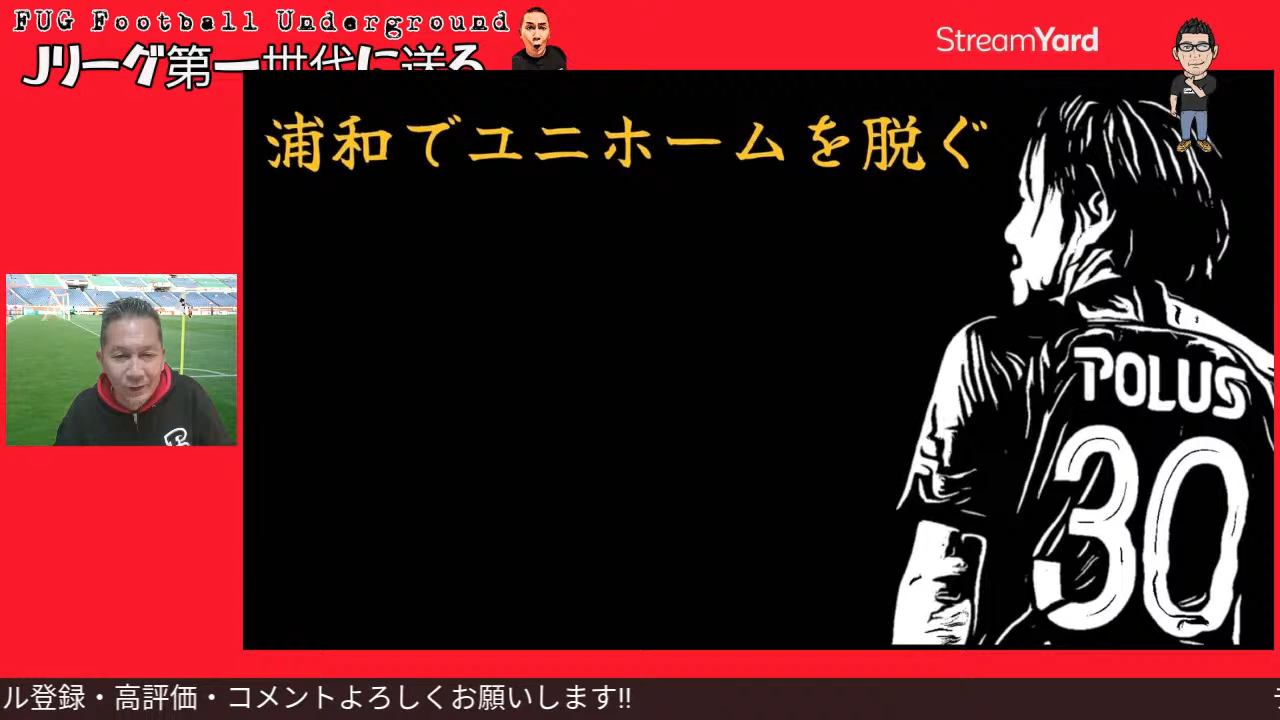 FUG Football Underground
Jリーグ第一世代に送る
StreamYard
浦和でユニホームを脱ぐ
POLUS
30
ル登録・高評価・コメントよろしくお願いします!!